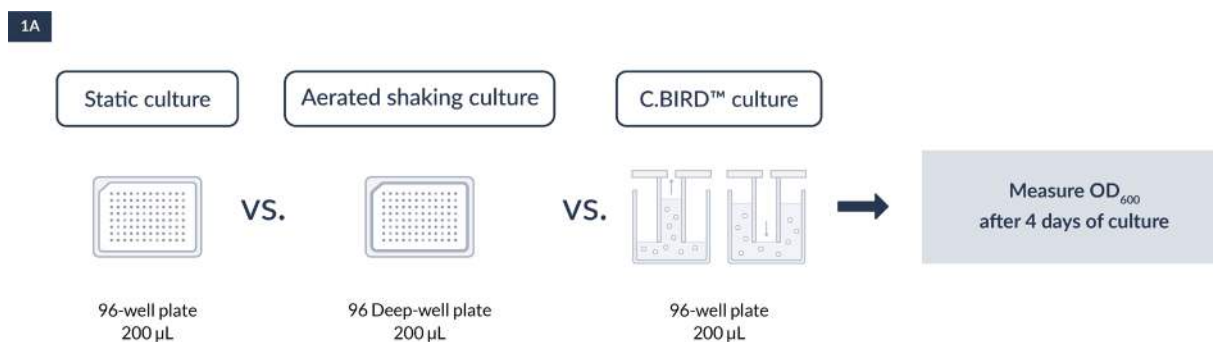 1A
Static culture
Aerated shaking culture
C.BIRD™ culture
VS.
VS.
Measure OD600
after 4 days of culture
96-well plate
200 µL
96 Deep-well plate
200 µL
96-well plate
200 µL